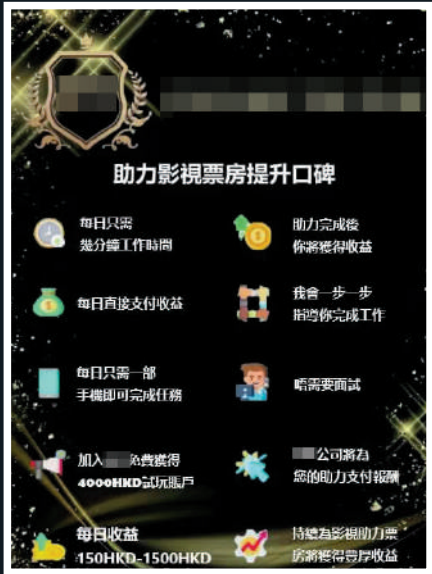 助力影視票房提升口碑
每日只需
幾分鐘工作時間
助力完成後
你將獲得收益
每日直接支付收益
我會一步一步
指導你完成工作
每日只需一部
手機即可完成任務
唔需要面試
加入 免費獲得
4000HKD試玩賬戶
公司將為
您的助力支付報酬
每日收益
150HKD-1500HKD
持續為影視助力票
房將獲得豐厚收益